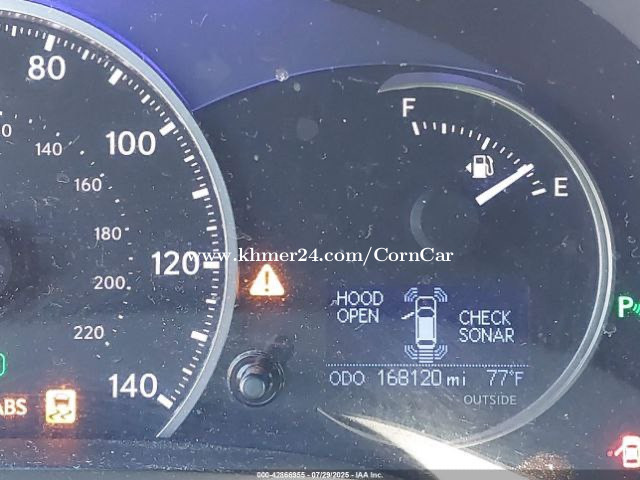 80
100
120
140
140
160
180
200
220
F
E
www.khmer24.com/CornCar
HOOD
OPEN
CHECK
SONAR
ODO 168120 mi 77°F
OUTSIDE
P
ABS
000-42866955 - 07/29/2025 - IAA Inc.